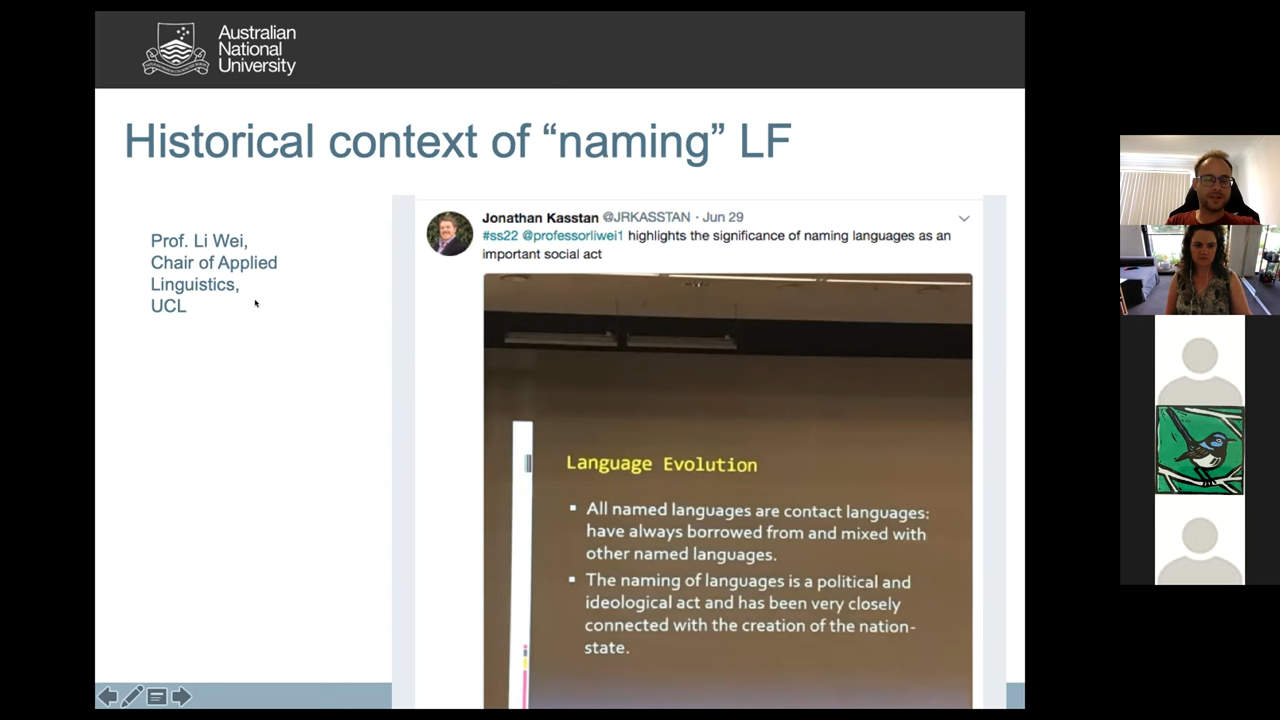 Australian
National
University
Historical context of “naming” LF
Prof. Li Wei,
Chair of Applied
Linguistics,
UCL
Jonathan Kasstan @JRKASSTAN · Jun 29
#ss22 @professorliwei1 highlights the significance of naming languages as an
important social act
Language Evolution
▪ All named languages are contact languages:
have always borrowed from and mixed with
other named languages.
▪ The naming of languages is a political and
ideological act and has been very closely
connected with the creation of the nation-
state.